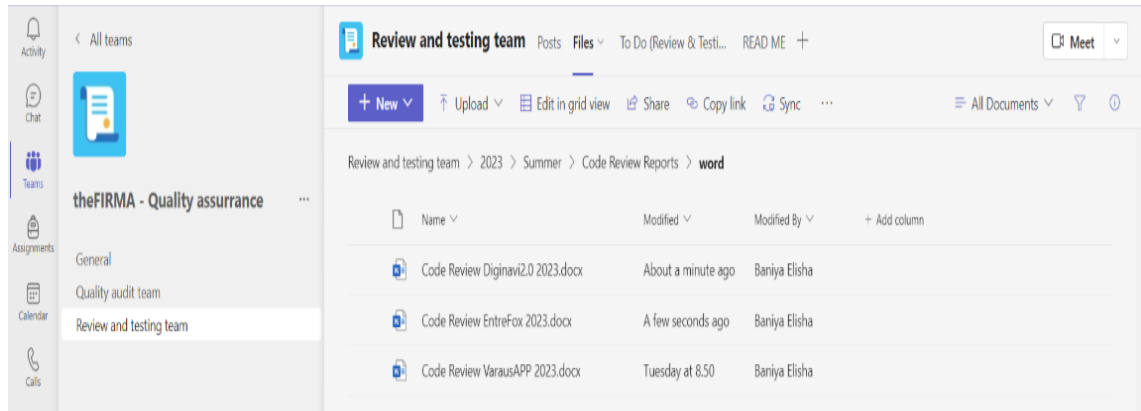 Activity
Chat
Teams
Assignments
Calendar
Calls
All teams
theFIRMA - Quality assurrance ...
General
Quality audit team
Review and testing team
Review and testing team Posts Files To Do (Review & Testi... READ ME +
Meet
+ New Upload Edit in grid view Share Copy link Sync ... All Documents
Review and testing team > 2023 > Summer > Code Review Reports > word
Name Modified Modified By + Add column
Code Review Diginavi2.0 2023.docx About a minute ago Baniya Elisha
Code Review EntreFox 2023.docx A few seconds ago Baniya Elisha
Code Review VarausAPP 2023.docx Tuesday at 8.50 Baniya Elisha